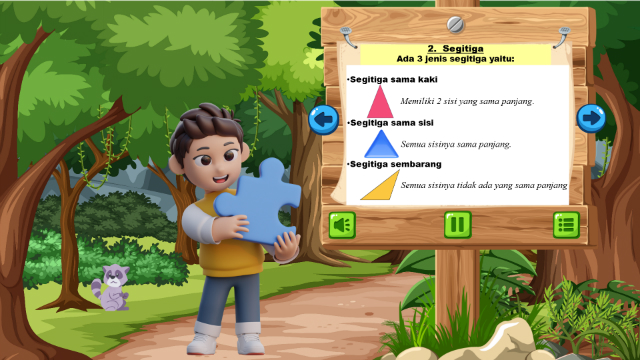 2. Segitiga
Ada 3 jenis segitiga yaitu:
•Segitiga sama kaki
Memiliki 2 sisi yang sama panjang.
•Segitiga sama sisi
Semua sisinya sama panjang.
•Segitiga sembarang
Semua sisinya tidak ada yang sama panjang